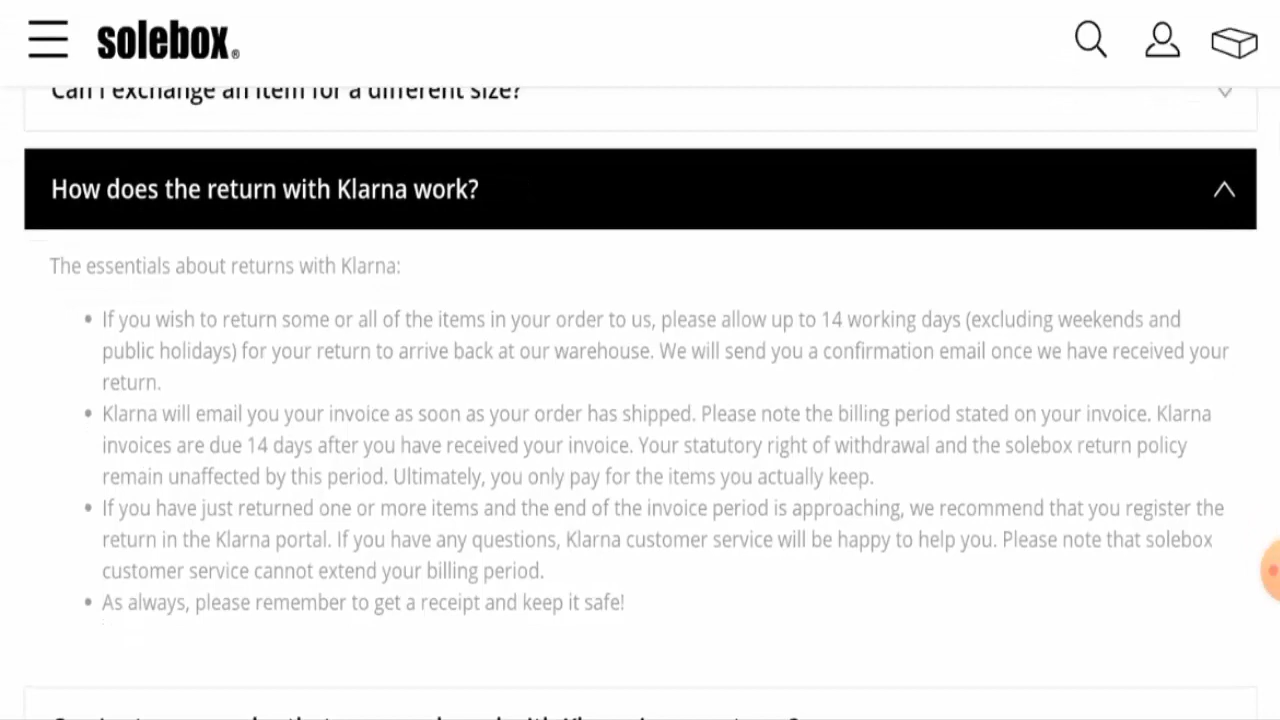 solebox®
Can I exchange an item for a different size?
How does the return with Klarna work?
The essentials about returns with Klarna:
• If you wish to return some or all of the items in your order to us, please allow up to 14 working days (excluding weekends and
public holidays) for your return to arrive back at our warehouse. We will send you a confirmation email once we have received your
return.
• Klarna will email you your invoice as soon as your order has shipped. Please note the billing period stated on your invoice. Klarna
invoices are due 14 days after you have received your invoice. Your statutory right of withdrawal and the solebox return policy
remain unaffected by this period. Ultimately, you only pay for the items you actually keep.
• If you have just returned one or more items and the end of the invoice period is approaching, we recommend that you register the
return in the Klarna portal. If you have any questions, Klarna customer service will be happy to help you. Please note that solebox
customer service cannot extend your billing period.
• As always, please remember to get a receipt and keep it safe!